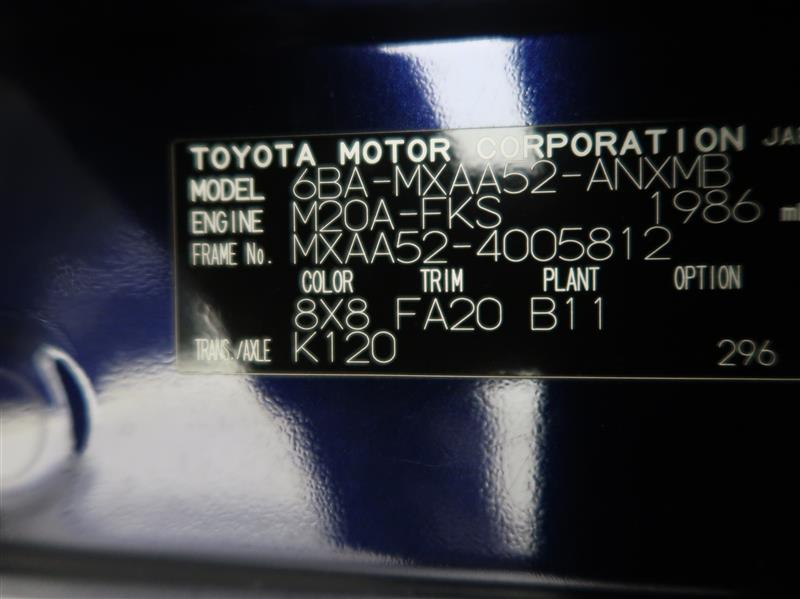 TOYOTA MOTOR CORPORATION JA
MODEL 6BA-MXAA52-ANXMB
ENGINE M20A-FKS 1986 m
FRAME No. MXAA52-4005812
COLOR TRIM PLANT OPTION
8X8 FA20 B11
TRANS./AXLE K120 296